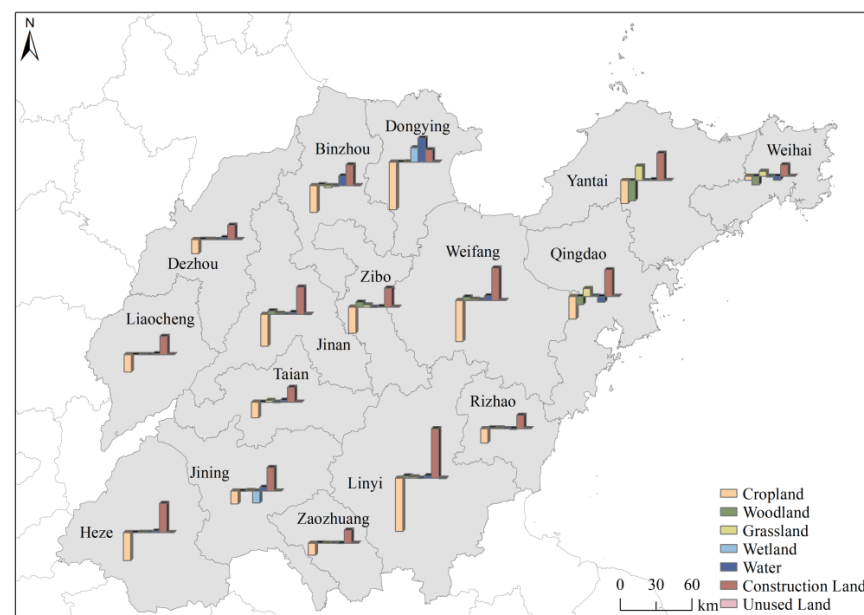 N
Dongying
Binzhou
Weihai
Yantai
Dezhou
Weifang
Qingdao
Zibo
Liaocheng
Jinan
Taian
Rizhao
Jining
Linyi
Zaozhuang
Heze
Cropland
Woodland
Grassland
Wetland
Water
Construction Land
Unused Land
0 30 60
km